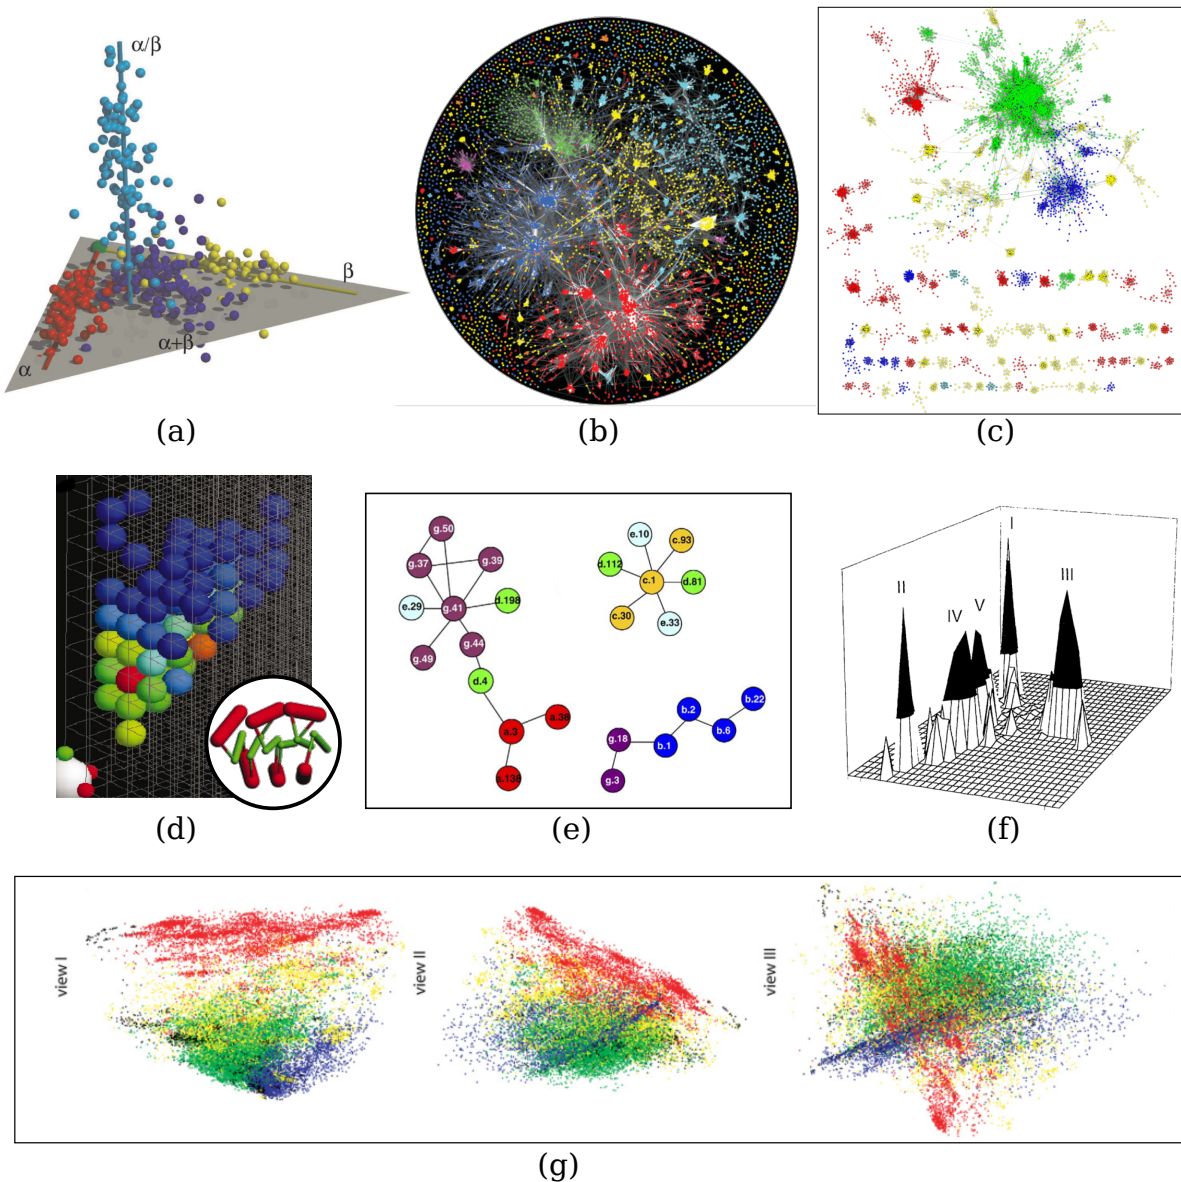 α/β
β
α+β
α
(a)
(b)
(c)
g.50
g.37
g.39
e.29
g.41
d.198
g.49
g.44
d.4
a.3
a.38
e.10
c.93
d.112
c.1
d.81
c.30
e.33
b.22
b.2
g.18
b.1
b.6
g.3
I
II
III
IV
V
(d)
(e)
(f)
view I
view II
view III
(g)